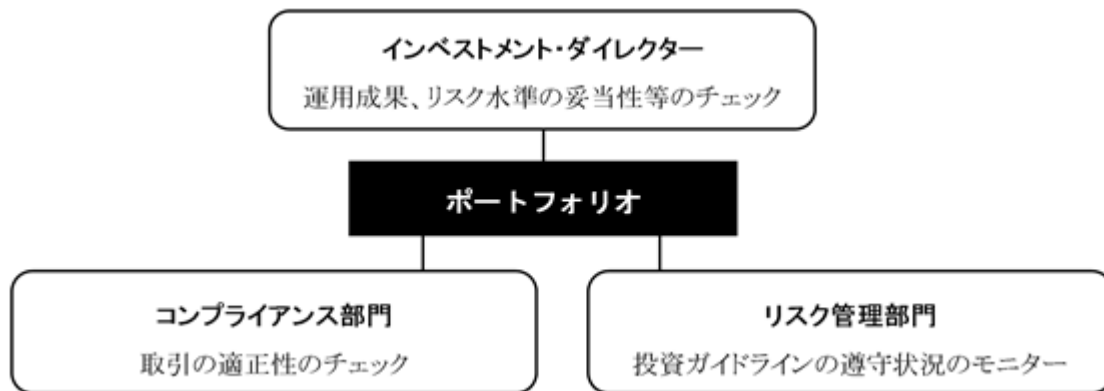 インベストメント・ダイレクター
運用成果、リスク水準の妥当性等のチェック
ポートフォリオ
コンプライアンス部門
取引の適正性のチェック
リスク管理部門
投資ガイドラインの遵守状況のモニター